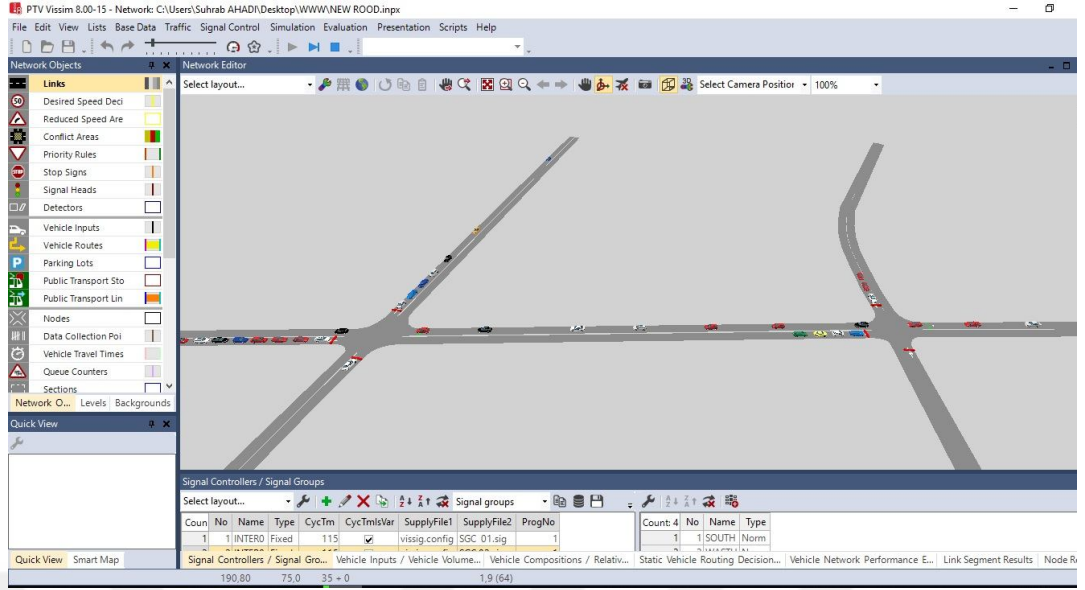 PTV Vissim 8.00-15 - Network: C:\Users\Suhrab AHADI\Desktop\WWW\NEW ROOD.inpx
File Edit View Lists Base Data Traffic Signal Control Simulation Evaluation Presentation Scripts Help
Network Objects
Network Editor
Select layout...
Select Camera Position
100%
Links
50 Desired Speed Deci
Reduced Speed Are
Conflict Areas
Priority Rules
STOP Stop Signs
Signal Heads
Detectors
Vehicle Inputs
Vehicle Routes
P Parking Lots
Public Transport Sto
Public Transport Lin
Nodes
Data Collection Poi
Vehicle Travel Times
Queue Counters
Sections
Network O... Levels Backgrounds
Quick View
Signal Controllers / Signal Groups
Select layout... Signal groups
Coun No Name Type CycTm CycTmIsVar SupplyFile1 SupplyFile2 ProgNo
1 1 INTER0 Fixed 115 vissig.config SGC 01.sig 1
Count: 4 No Name Type
1 1 SOUTH Norm
Quick View Smart Map
Signal Controllers / Signal Gro... Vehicle Inputs / Vehicle Volume... Vehicle Compositions / Relativ... Static Vehicle Routing Decision... Vehicle Network Performance E... Link Segment Results Node R
190,80 75,0 35 + 0 1,9 (64)